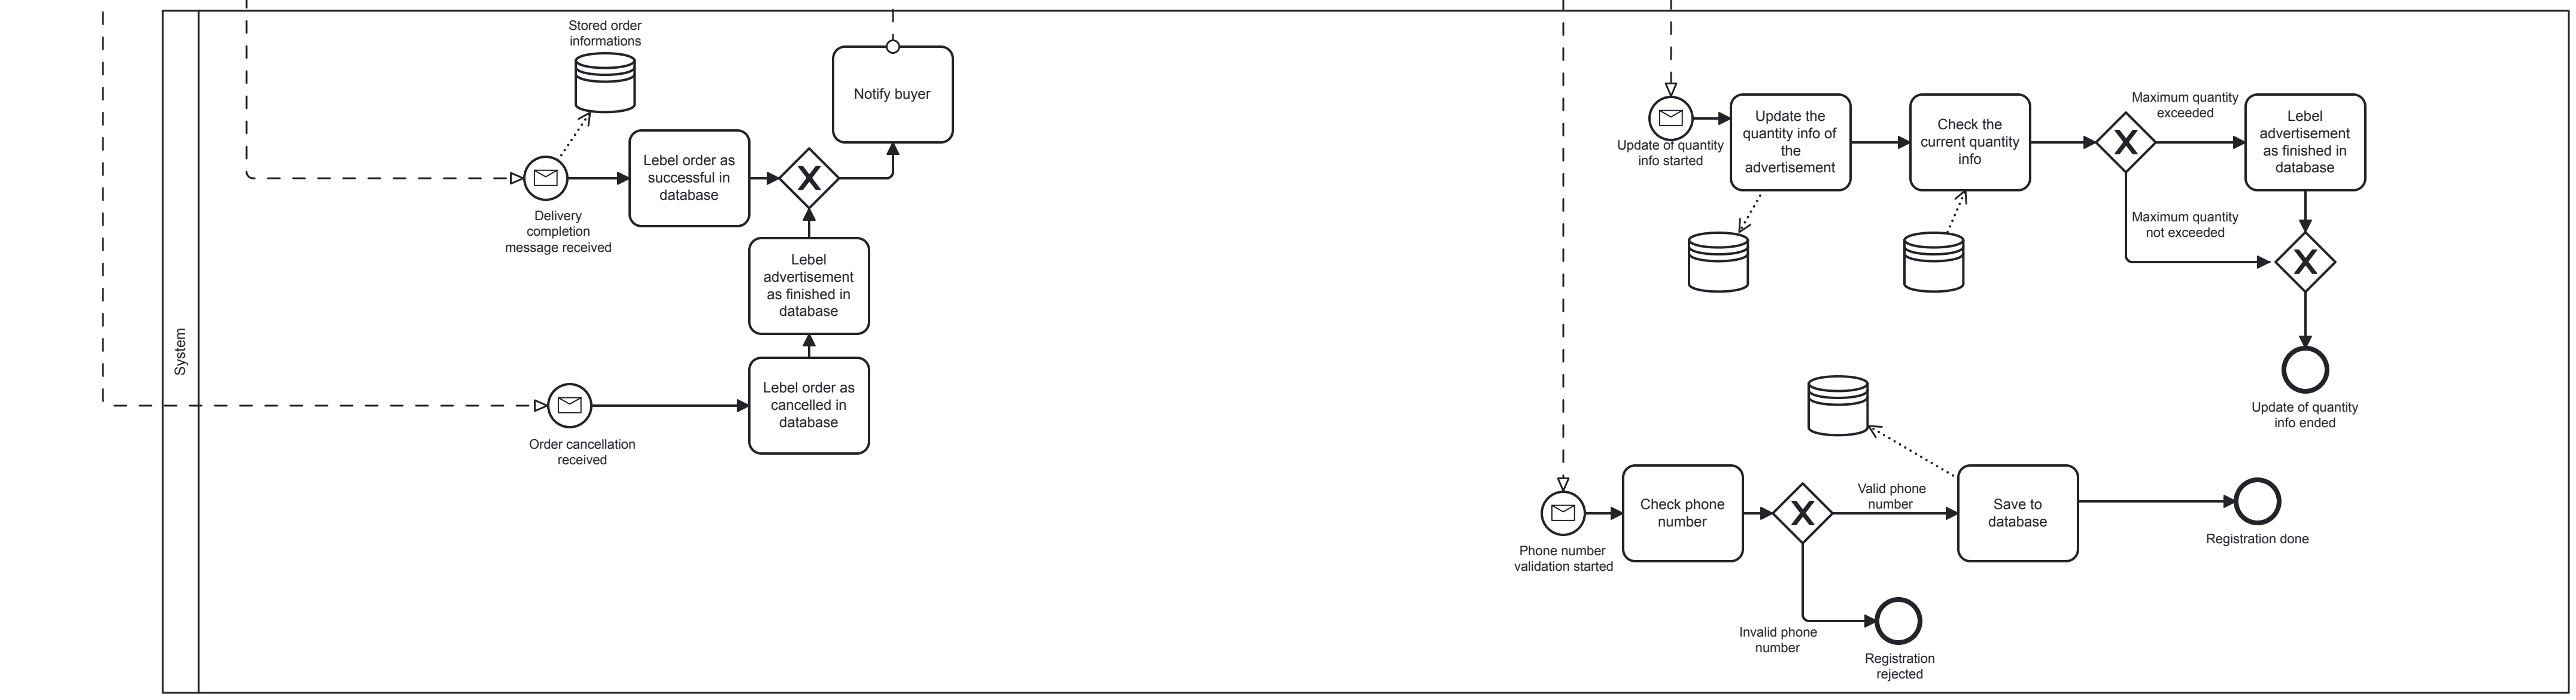 System
Stored order
informations
Delivery
completion
message received
Lebel order as
successful in
database
Notify buyer
Lebel
advertisement
as finished in
database
Order cancellation
received
Lebel order as
cancelled in
database
Update of quantity
info started
Update the
quantity info of
the
advertisement
Check the
current quantity
info
Maximum quantity
exceeded
Maximum quantity
not exceeded
Lebel
advertisement
as finished in
database
Update of quantity
info ended
Phone number
validation started
Check phone
number
Valid phone
number
Invalid phone
number
Save to
database
Registration done
Registration
rejected